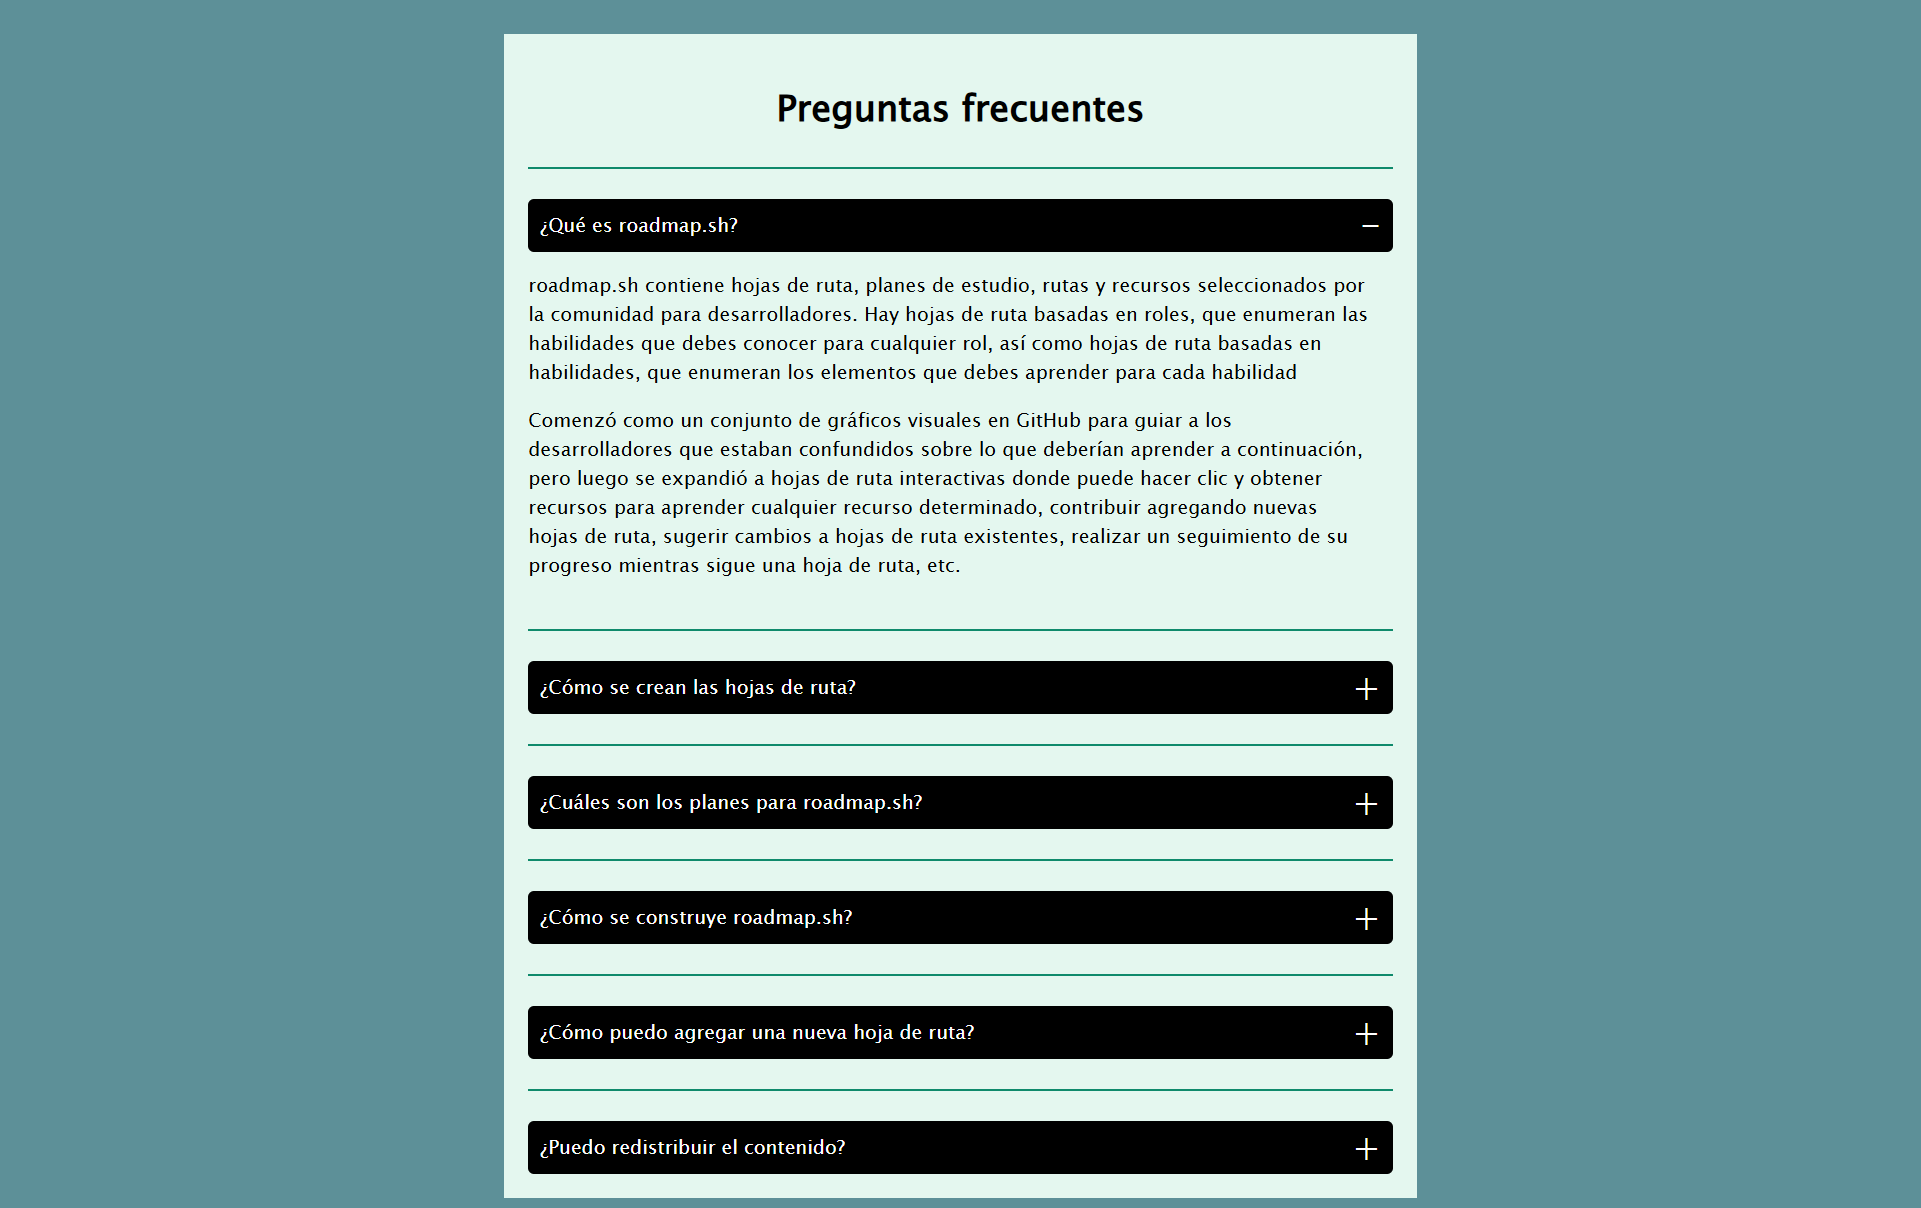 Preguntas frecuentes
¿Qué es roadmap.sh?
roadmap.sh contiene hojas de ruta, planes de estudio, rutas y recursos seleccionados por
la comunidad para desarrolladores. Hay hojas de ruta basadas en roles, que enumeran las
habilidades que debes conocer para cualquier rol, así como hojas de ruta basadas en
habilidades, que enumeran los elementos que debes aprender para cada habilidad
Comenzó como un conjunto de gráficos visuales en GitHub para guiar a los
desarrolladores que estaban confundidos sobre lo que deberían aprender a continuación,
pero luego se expandió a hojas de ruta interactivas donde puede hacer clic y obtener
recursos para aprender cualquier recurso determinado, contribuir agregando nuevas
hojas de ruta, sugerir cambios a hojas de ruta existentes, realizar un seguimiento de su
progreso mientras sigue una hoja de ruta, etc.
¿Cómo se crean las hojas de ruta?
¿Cuáles son los planes para roadmap.sh?
¿Cómo se construye roadmap.sh?
¿Cómo puedo agregar una nueva hoja de ruta?
¿Puedo redistribuir el contenido?